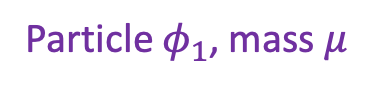 Particle ϕ₁, mass μ